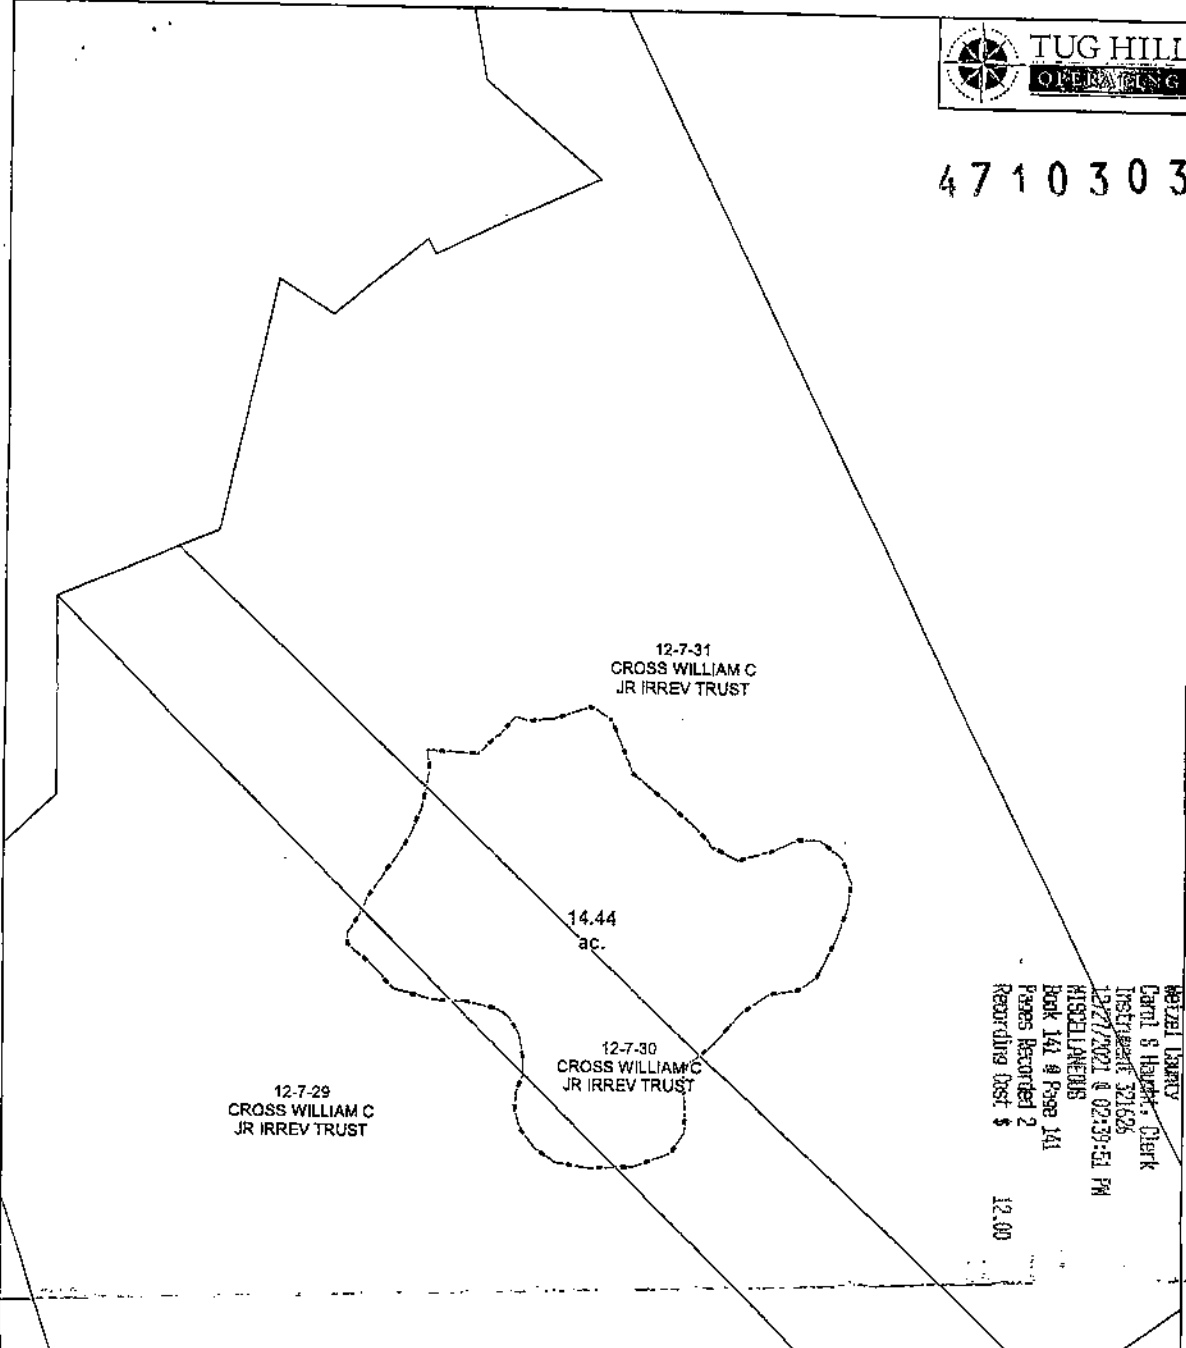 TUG HILL
OPERATING
4710303
12-7-31
CROSS WILLIAM C
JR IRREV TRUST
14.44
ac.
12-7-30
CROSS WILLIAM C
JR IRREV TRUST
12-7-29
CROSS WILLIAM C
JR IRREV TRUST
Wetzel County
Carol S Haught, Clerk
Instrument 321626
12/27/2021 @ 02:39:51 PM
MISCELLANEOUS
Book 141 @ Page 141
Pages Recorded 2
Recording Cost $ 12.00